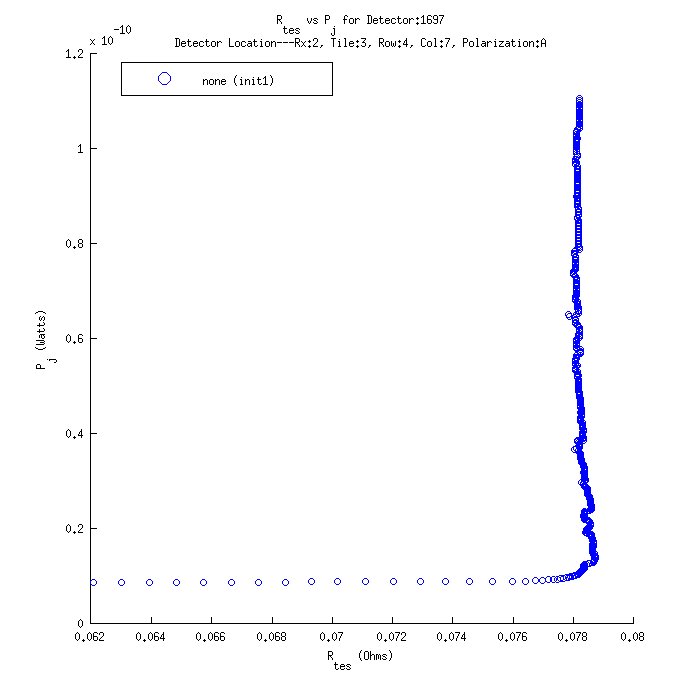 R_tes vs P_j for Detector:1697
Detector Location---Rx:2, Tile:3, Row:4, Col:7, Polarization:A
x 10^-10
none (init1)
1.2
1
0.8
0.6
0.4
0.2
0
P_j (Watts)
0.062 0.064 0.066 0.068 0.07 0.072 0.074 0.076 0.078 0.08
R_tes (Ohms)